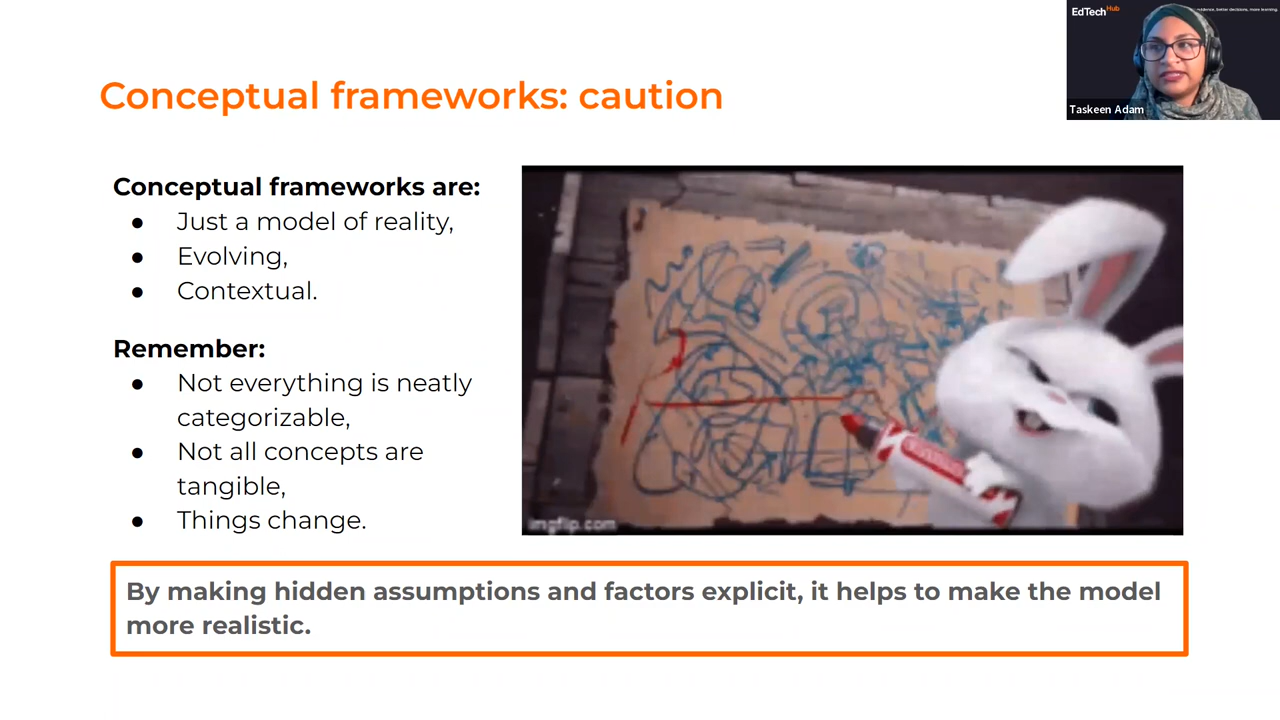 EdTech Hub
Conceptual frameworks: caution
Taskeen Adam
Conceptual frameworks are:
● Just a model of reality,
● Evolving,
● Contextual.
Remember:
● Not everything is neatly
categorizable,
● Not all concepts are
tangible,
● Things change.
imgflip.com
By making hidden assumptions and factors explicit, it helps to make the model
more realistic.